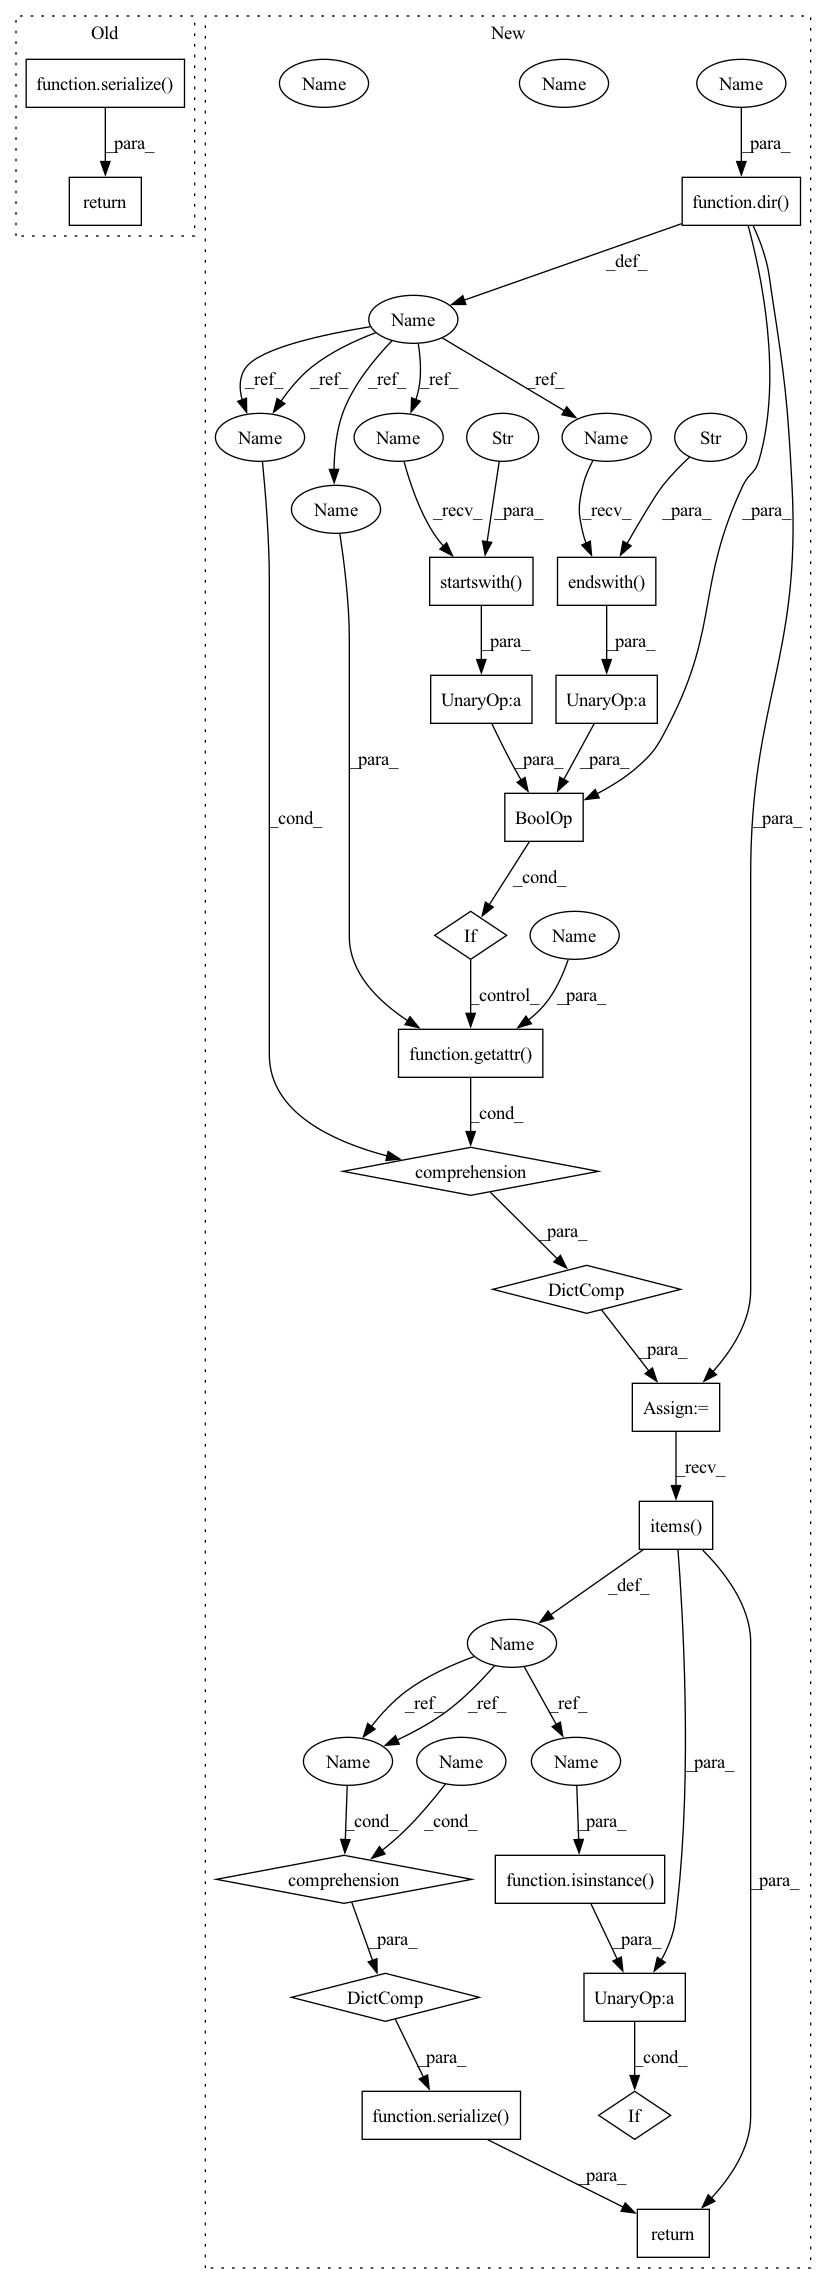 Old
New
function.serialize()
Name
Name
Name
_para_
_para_
return
function.dir()
_def_
Name
_ref_
_ref_
_ref_
_ref_
_ref_
Name
Name
Str
Name
Str
Name
_recv_
_para_
_recv_
_para_
_para_
startswith()
endswith()
_para_
_para_
UnaryOp:a
UnaryOp:a
_para_
_para_
_para_
_cond_
BoolOp
_para_
_cond_
If
Name
_control_
_para_
function.getattr()
_cond_
comprehension
_para_
DictComp
_para_
Assign:=
_recv_
items()
_def_
Name
_ref_
_ref_
_ref_
Name
Name
Name
_para_
_cond_
_cond_
_para_
comprehension
function.isinstance()
_para_
_para_
_para_
DictComp
UnaryOp:a
_para_
_cond_
function.serialize()
If
_para_
return